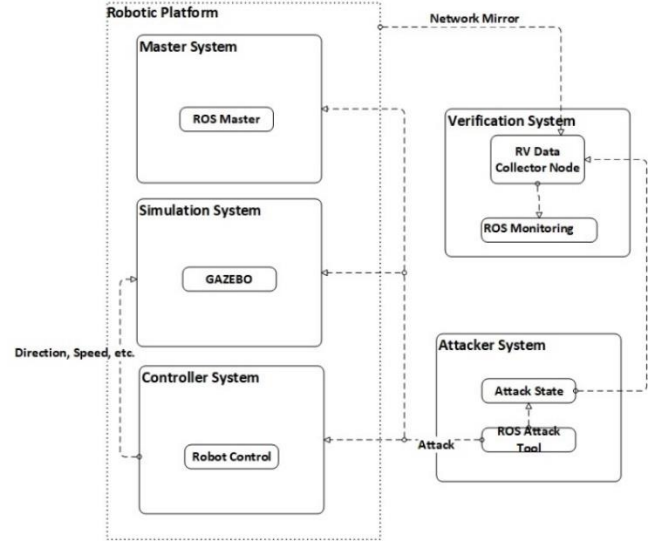 Robotic Platform
Master System
ROS Master
Simulation System
GAZEBO
Direction, Speed, etc.
Controller System
Robot Control
Network Mirror
Verification System
RV Data
Collector Node
ROS Monitoring
Attacker System
Attack State
ROS Attack
Tool
Attack